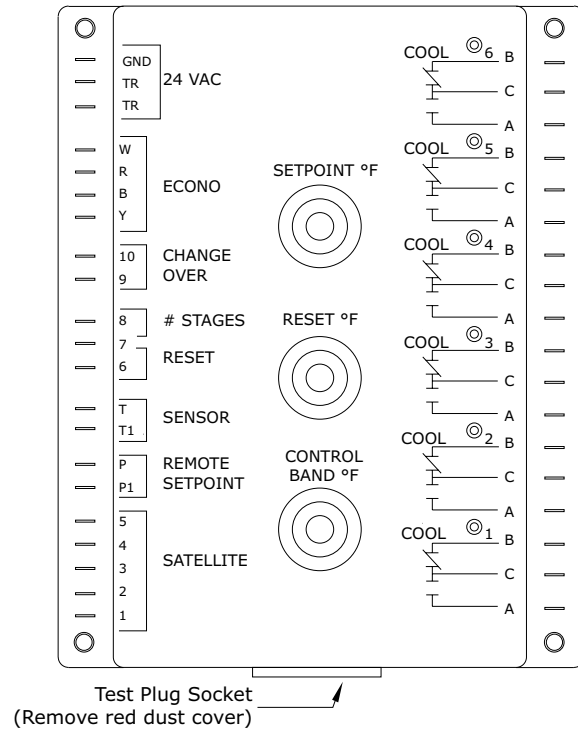 GND
TR
TR
24 VAC
W
R
B
Y
ECONO
10
9
CHANGE
OVER
8
# STAGES
7
6
RESET
T
T1
SENSOR
P
P1
REMOTE
SETPOINT
5
4
3
2
1
SATELLITE
SETPOINT °F
RESET °F
CONTROL
BAND °F
COOL 6 B
C
A
COOL 5 B
C
A
COOL 4 B
C
A
COOL 3 B
C
A
COOL 2 B
C
A
COOL 1 B
C
A
Test Plug Socket
(Remove red dust cover)